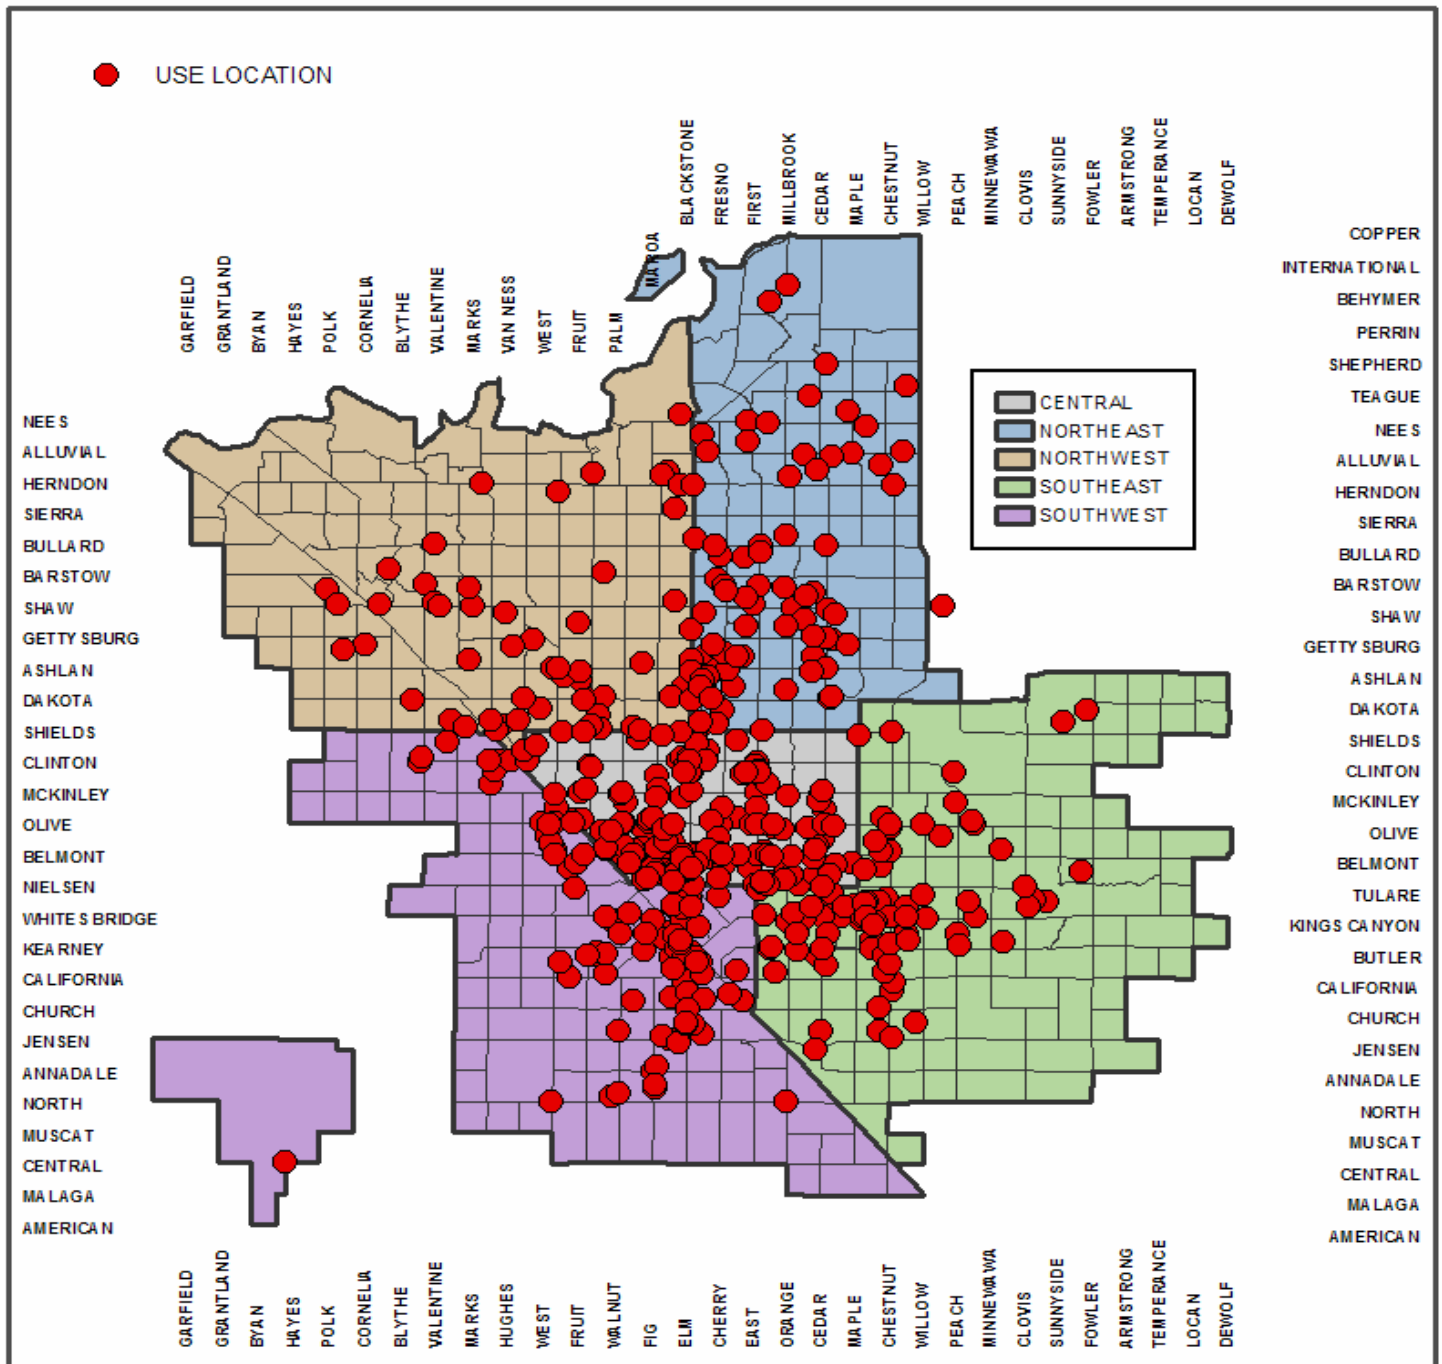 USE LOCATION
BLACKSTONE
FRESNO
FIRST
MILLBROOK
CEDAR
MAPLE
CHESTNUT
WILLOW
PEACH
MINNEWAWA
CLOVIS
SUNNYSIDE
FOWLER
ARMSTRONG
TEMPERANCE
LOCAN
DEWOLF
MAROA
GARFIELD
GRANTLAND
BYAN
HAYES
POLK
CORNELIA
BLYTHE
VALENTINE
MARKS
VAN NESS
WEST
FRUIT
PALM
COPPER
INTERNATIONAL
BEHYMER
PERRIN
SHEPHERD
TEAGUE
NEES
ALLUVIAL
HERNDON
SIERRA
BULLARD
BARSTOW
SHAW
GETTYSBURG
ASHLAN
DAKOTA
SHIELDS
CLINTON
MCKINLEY
OLIVE
BELMONT
TULARE
KINGS CANYON
BUTLER
CALIFORNIA
CHURCH
JENSEN
ANNADALE
NORTH
MUSCAT
CENTRAL
MALAGA
AMERICAN
CENTRAL
NORTHEAST
NORTHWEST
SOUTHEAST
SOUTHWEST
NEES
ALLUVIAL
HERNDON
SIERRA
BULLARD
BARSTOW
SHAW
GETTYSBURG
ASHLAN
DAKOTA
SHIELDS
CLINTON
MCKINLEY
OLIVE
BELMONT
NIELSEN
WHITESBRIDGE
KEARNEY
CALIFORNIA
CHURCH
JENSEN
ANNADALE
NORTH
MUSCAT
CENTRAL
MALAGA
AMERICAN
GARFIELD
GRANTLAND
BYAN
HAYES
POLK
CORNELIA
BLYTHE
VALENTINE
MARKS
HUGHES
WEST
FRUIT
WALNUT
FIG
ELM
CHERRY
EAST
ORANGE
CEDAR
MAPLE
CHESTNUT
WILLOW
PEACH
MINNEWAWA
CLOVIS
SUNNYSIDE
FOWLER
ARMSTRONG
TEMPERANCE
LOCAN
DEWOLF